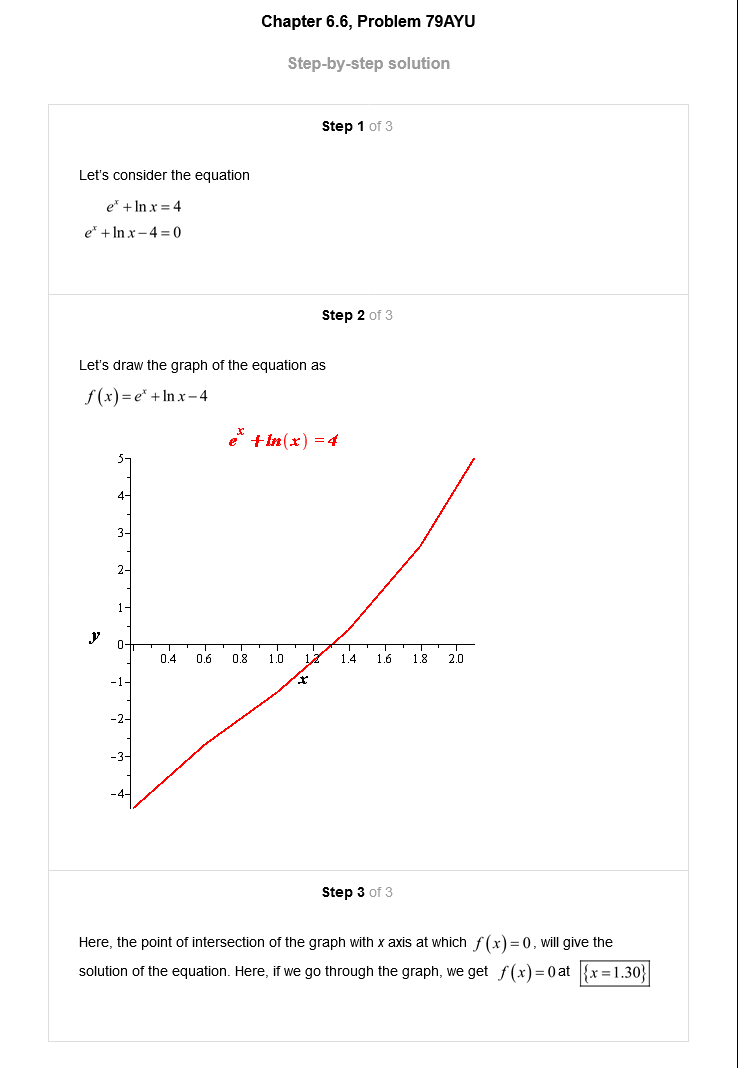 Chapter 6.6, Problem 79AYU
Step-by-step solution
Step 1 of 3
Let's consider the equation
eˣ + ln x = 4
eˣ + ln x − 4 = 0
Step 2 of 3
Let's draw the graph of the equation as
f(x) = eˣ + ln x − 4
eˣ + ln(x) = 4
5
4
3
2
1
y
0
0.4 0.6 0.8 1.0 1.2 1.4 1.6 1.8 2.0
x
-1
-2
-3
-4
Step 3 of 3
Here, the point of intersection of the graph with x axis at which f(x) = 0, will give the
solution of the equation. Here, if we go through the graph, we get f(x) = 0 at {x = 1.30}